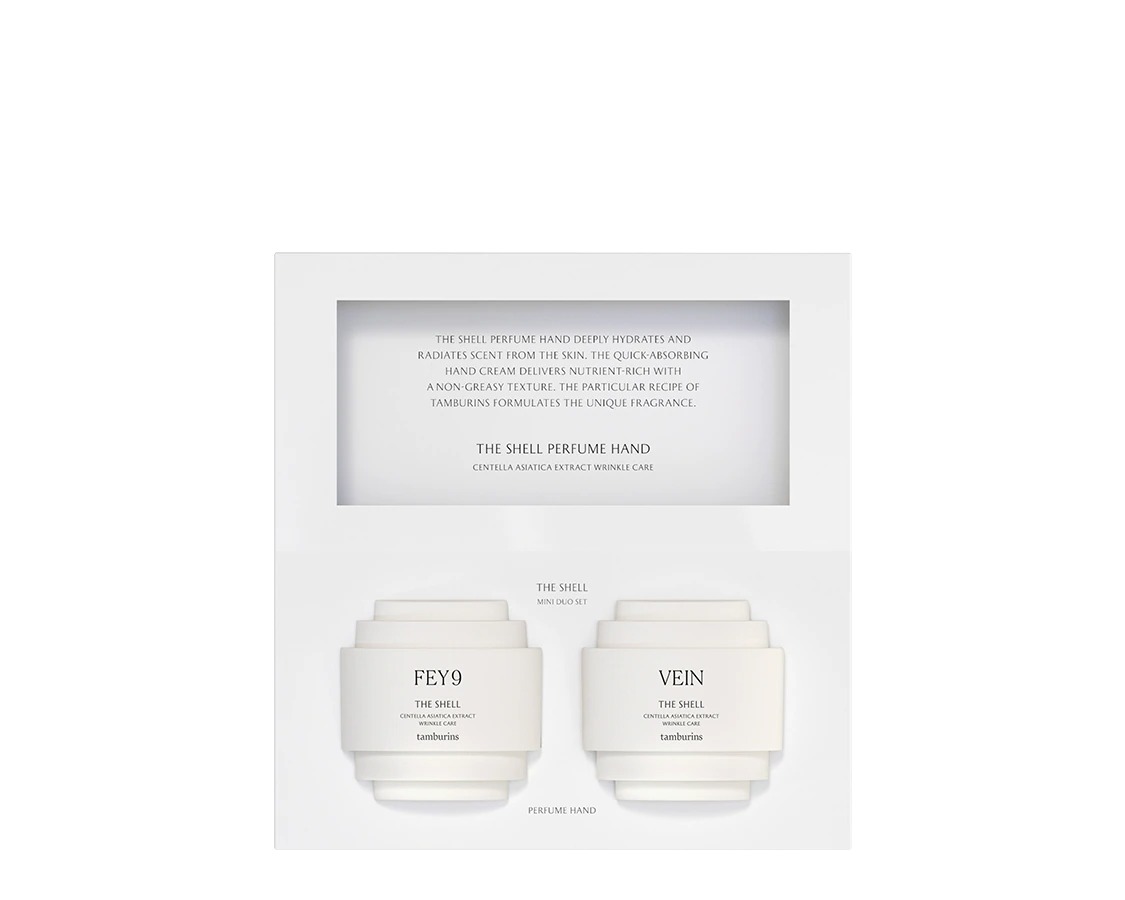 THE SHELL PERFUME HAND DEEPLY HYDRATES AND
RADIATES SCENT FROM THE SKIN. THE QUICK-ABSORBING
HAND CREAM DELIVERS NUTRIENT-RICH WITH
A NON-GREASY TEXTURE. THE PARTICULAR RECIPE OF
TAMBURINS FORMULATES THE UNIQUE FRAGRANCE.
THE SHELL PERFUME HAND
CENTELLA ASIATICA EXTRACT WRINKLE CARE
THE SHELL
MINI DUO SET
FEY9
THE SHELL
CENTELLA ASIATICA EXTRACT
WRINKLE CARE
tamburins
VEIN
THE SHELL
CENTELLA ASIATICA EXTRACT
WRINKLE CARE
tamburins
PERFUME HAND